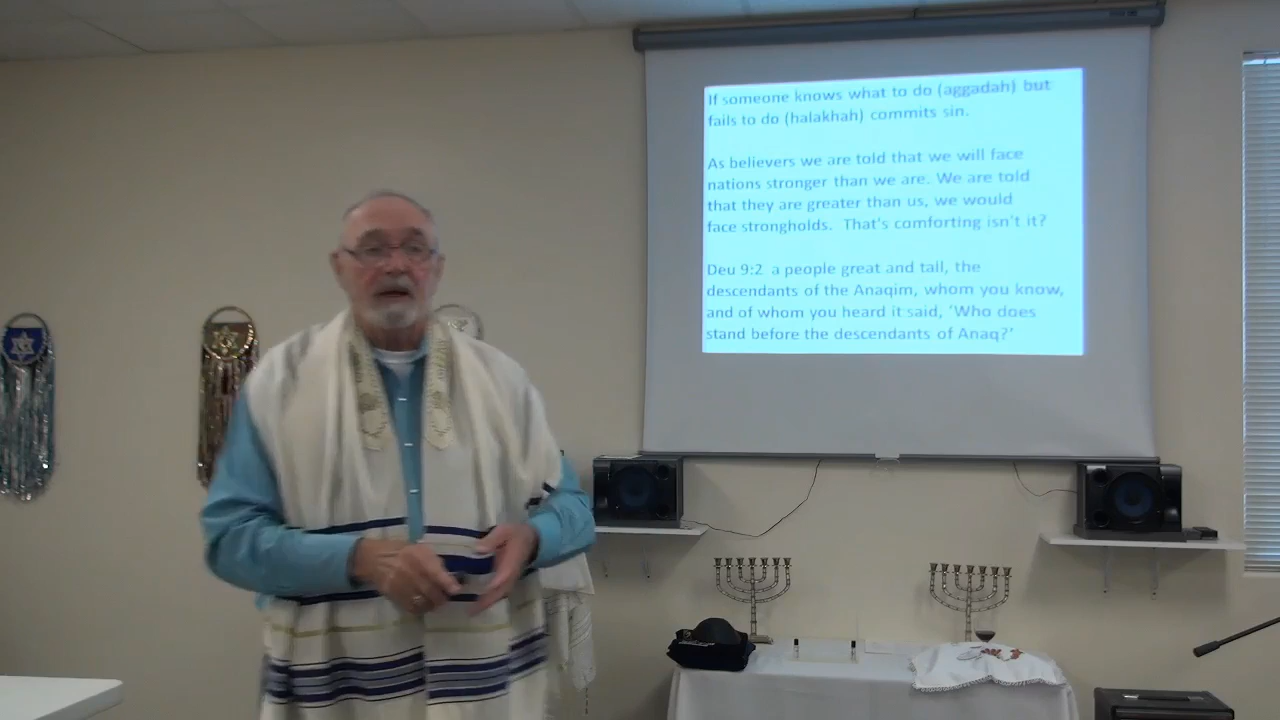 If someone knows what to do (aggadah) but
fails to do (halakhah) commits sin.
As believers we are told that we will face
nations stronger than we are. We are told
that they are greater than us, we would
face strongholds.  That's comforting isn't it?
Deu 9:2  a people great and tall, the
descendants of the Anaqim, whom you know,
and of whom you heard it said, 'Who does
stand before the descendants of Anaq?'